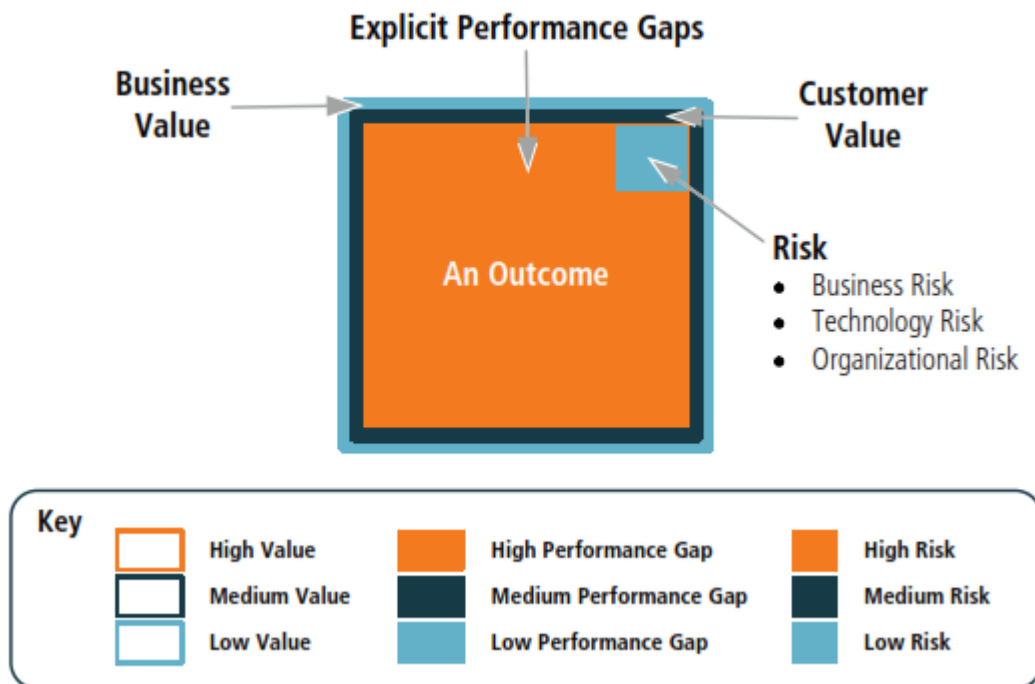 Explicit Performance Gaps
Business
Value
Customer
Value
An Outcome
Risk
● Business Risk
● Technology Risk
● Organizational Risk
Key
High Value
High Performance Gap
High Risk
Medium Value
Medium Performance Gap
Medium Risk
Low Value
Low Performance Gap
Low Risk